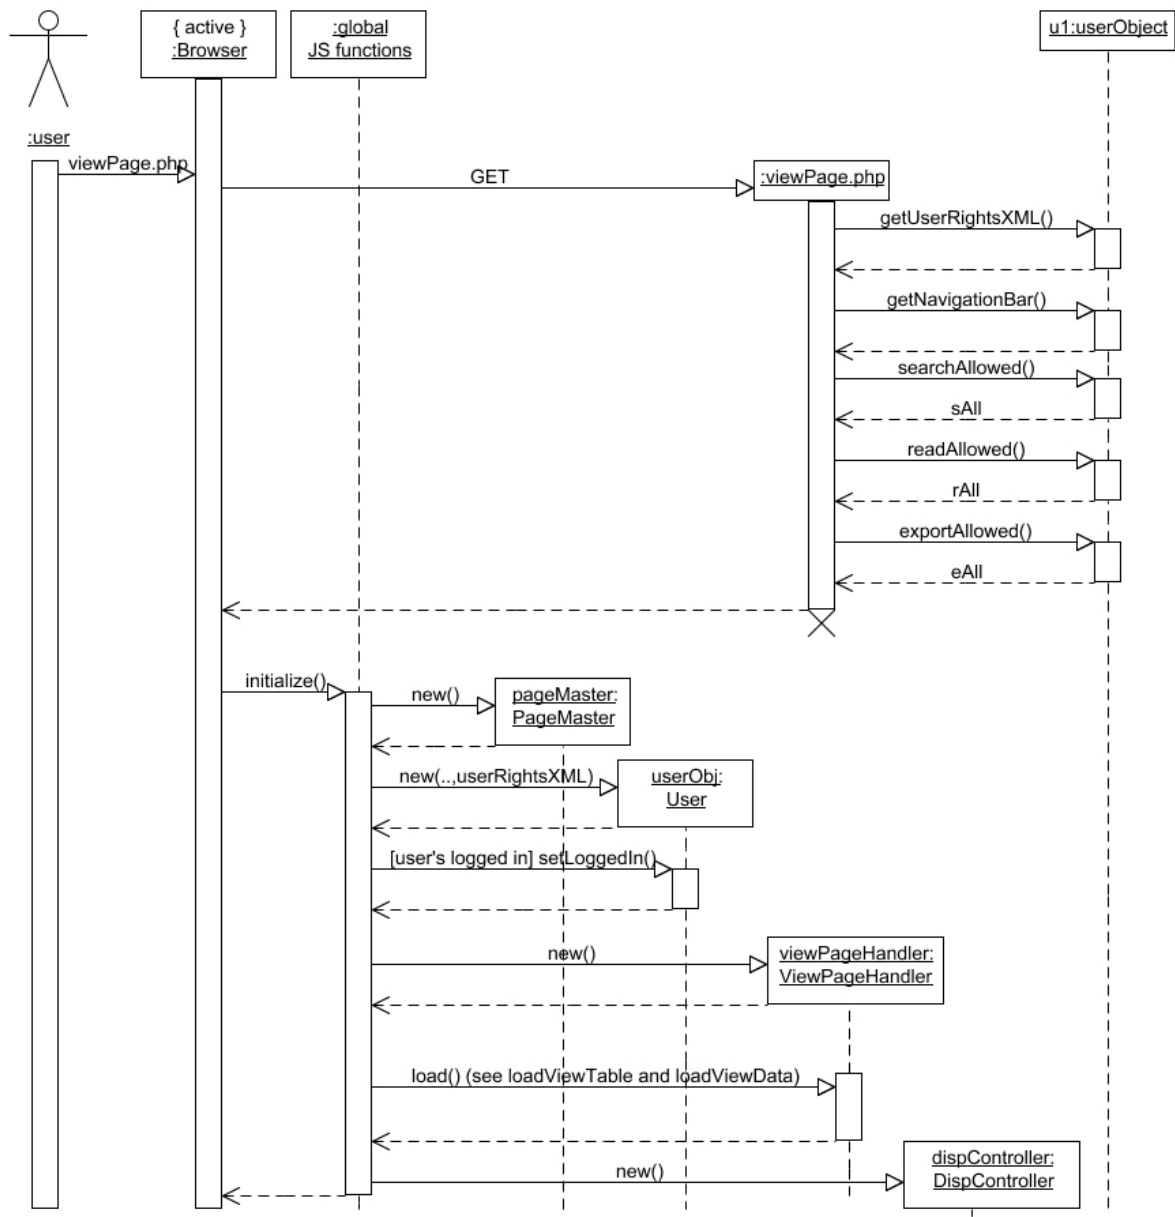 { active }
:Browser
:global
JS functions
u1:userObject
:user
viewPage.php
GET
:viewPage.php
getUserRightsXML()
getNavigationBar()
searchAllowed()
sAll
readAllowed()
rAll
exportAllowed()
eAll
initialize()
new()
pageMaster:
PageMaster
new(..,userRightsXML)
userObj:
User
[user's logged in] setLoggedIn()
new()
viewPageHandler:
ViewPageHandler
load() (see loadViewTable and loadViewData)
new()
dispController:
DispController